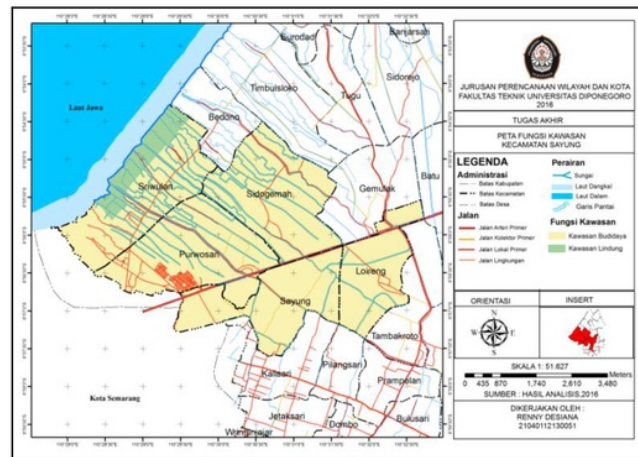 Laut Jawa
Kota Semarang
Eurodad
Banjarsari
Timbulsloko
Tugu
Sidorejo
Bedono
Sriwulan
Sidogemah
Gemulak
Batu
Purwosari
Loireng
Sayung
Tambakroto
Kalisari
Pilangsari
Prampelan
Jetaksari
Dombo
Bulusari
Wonginjajar
JURUSAN PERENCANAAN WILAYAH DAN KOTA
FAKULTAS TEKNIK UNIVERSITAS DIPONEGORO
2016
TUGAS AKHIR
PETA FUNGSI KAWASAN
KECAMATAN SAYUNG
LEGENDA
Administrasi
Batas Kabupaten
Batas Kecamatan
Batas Desa
Jalan
Jalan Arteri Primer
Jalan Kolektor Primer
Jalan Lokal Primer
Jalan Lingkungan
Perairan
Sungai
Laut Dangkal
Laut Dalam
Garis Pantai
Fungsi Kawasan
Kawasan Budidaya
Kawasan Lindung
ORIENTASI
N
W E
S
INSERT
SKALA 1: 51.627
Meters
0 435 870 1,740 2,610 3,480
SUMBER : HASIL ANALISIS,2016
DIKERJAKAN OLEH :
RENNY DESIANA
21040112130051